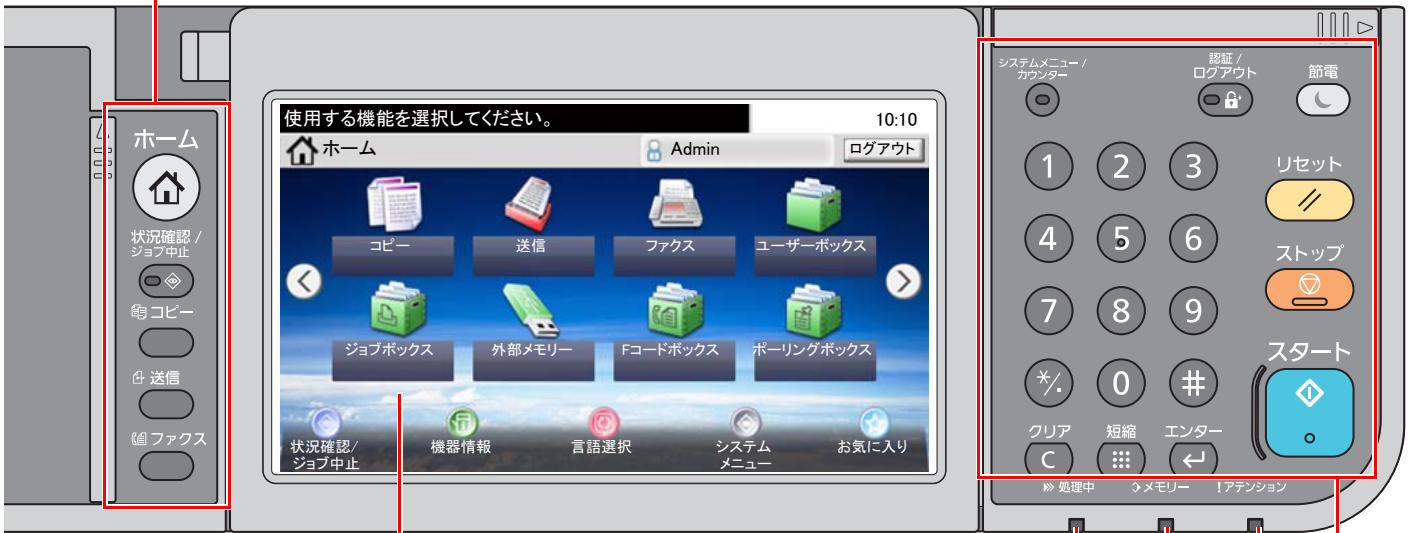 ホーム
状況確認 /
ジョブ中止
コピー
送信
ファクス
使用する機能を選択してください。
10:10
ホーム
Admin
ログアウト
コピー
送信
ファクス
ユーザーボックス
ジョブボックス
外部メモリー
Fコードボックス
ポーリングボックス
状況確認/
ジョブ中止
機器情報
言語選択
システム
メニュー
お気に入り
システムメニュー /
カウンター
認証 /
ログアウト
節電
1 2 3
リセット
4 5 6
ストップ
7 8 9
スタート
*/. 0 #
クリア 短縮 エンター
C
処理中 メモリー !アテンション